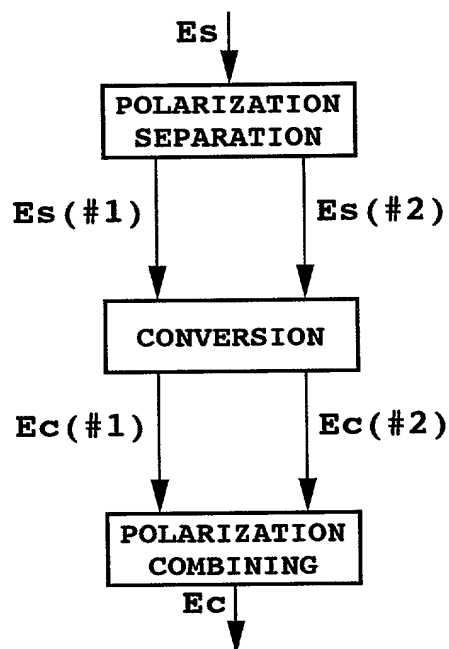 Es
POLARIZATION
SEPARATION
Es(#1)
Es(#2)
CONVERSION
Ec(#1)
Ec(#2)
POLARIZATION
COMBINING
Ec